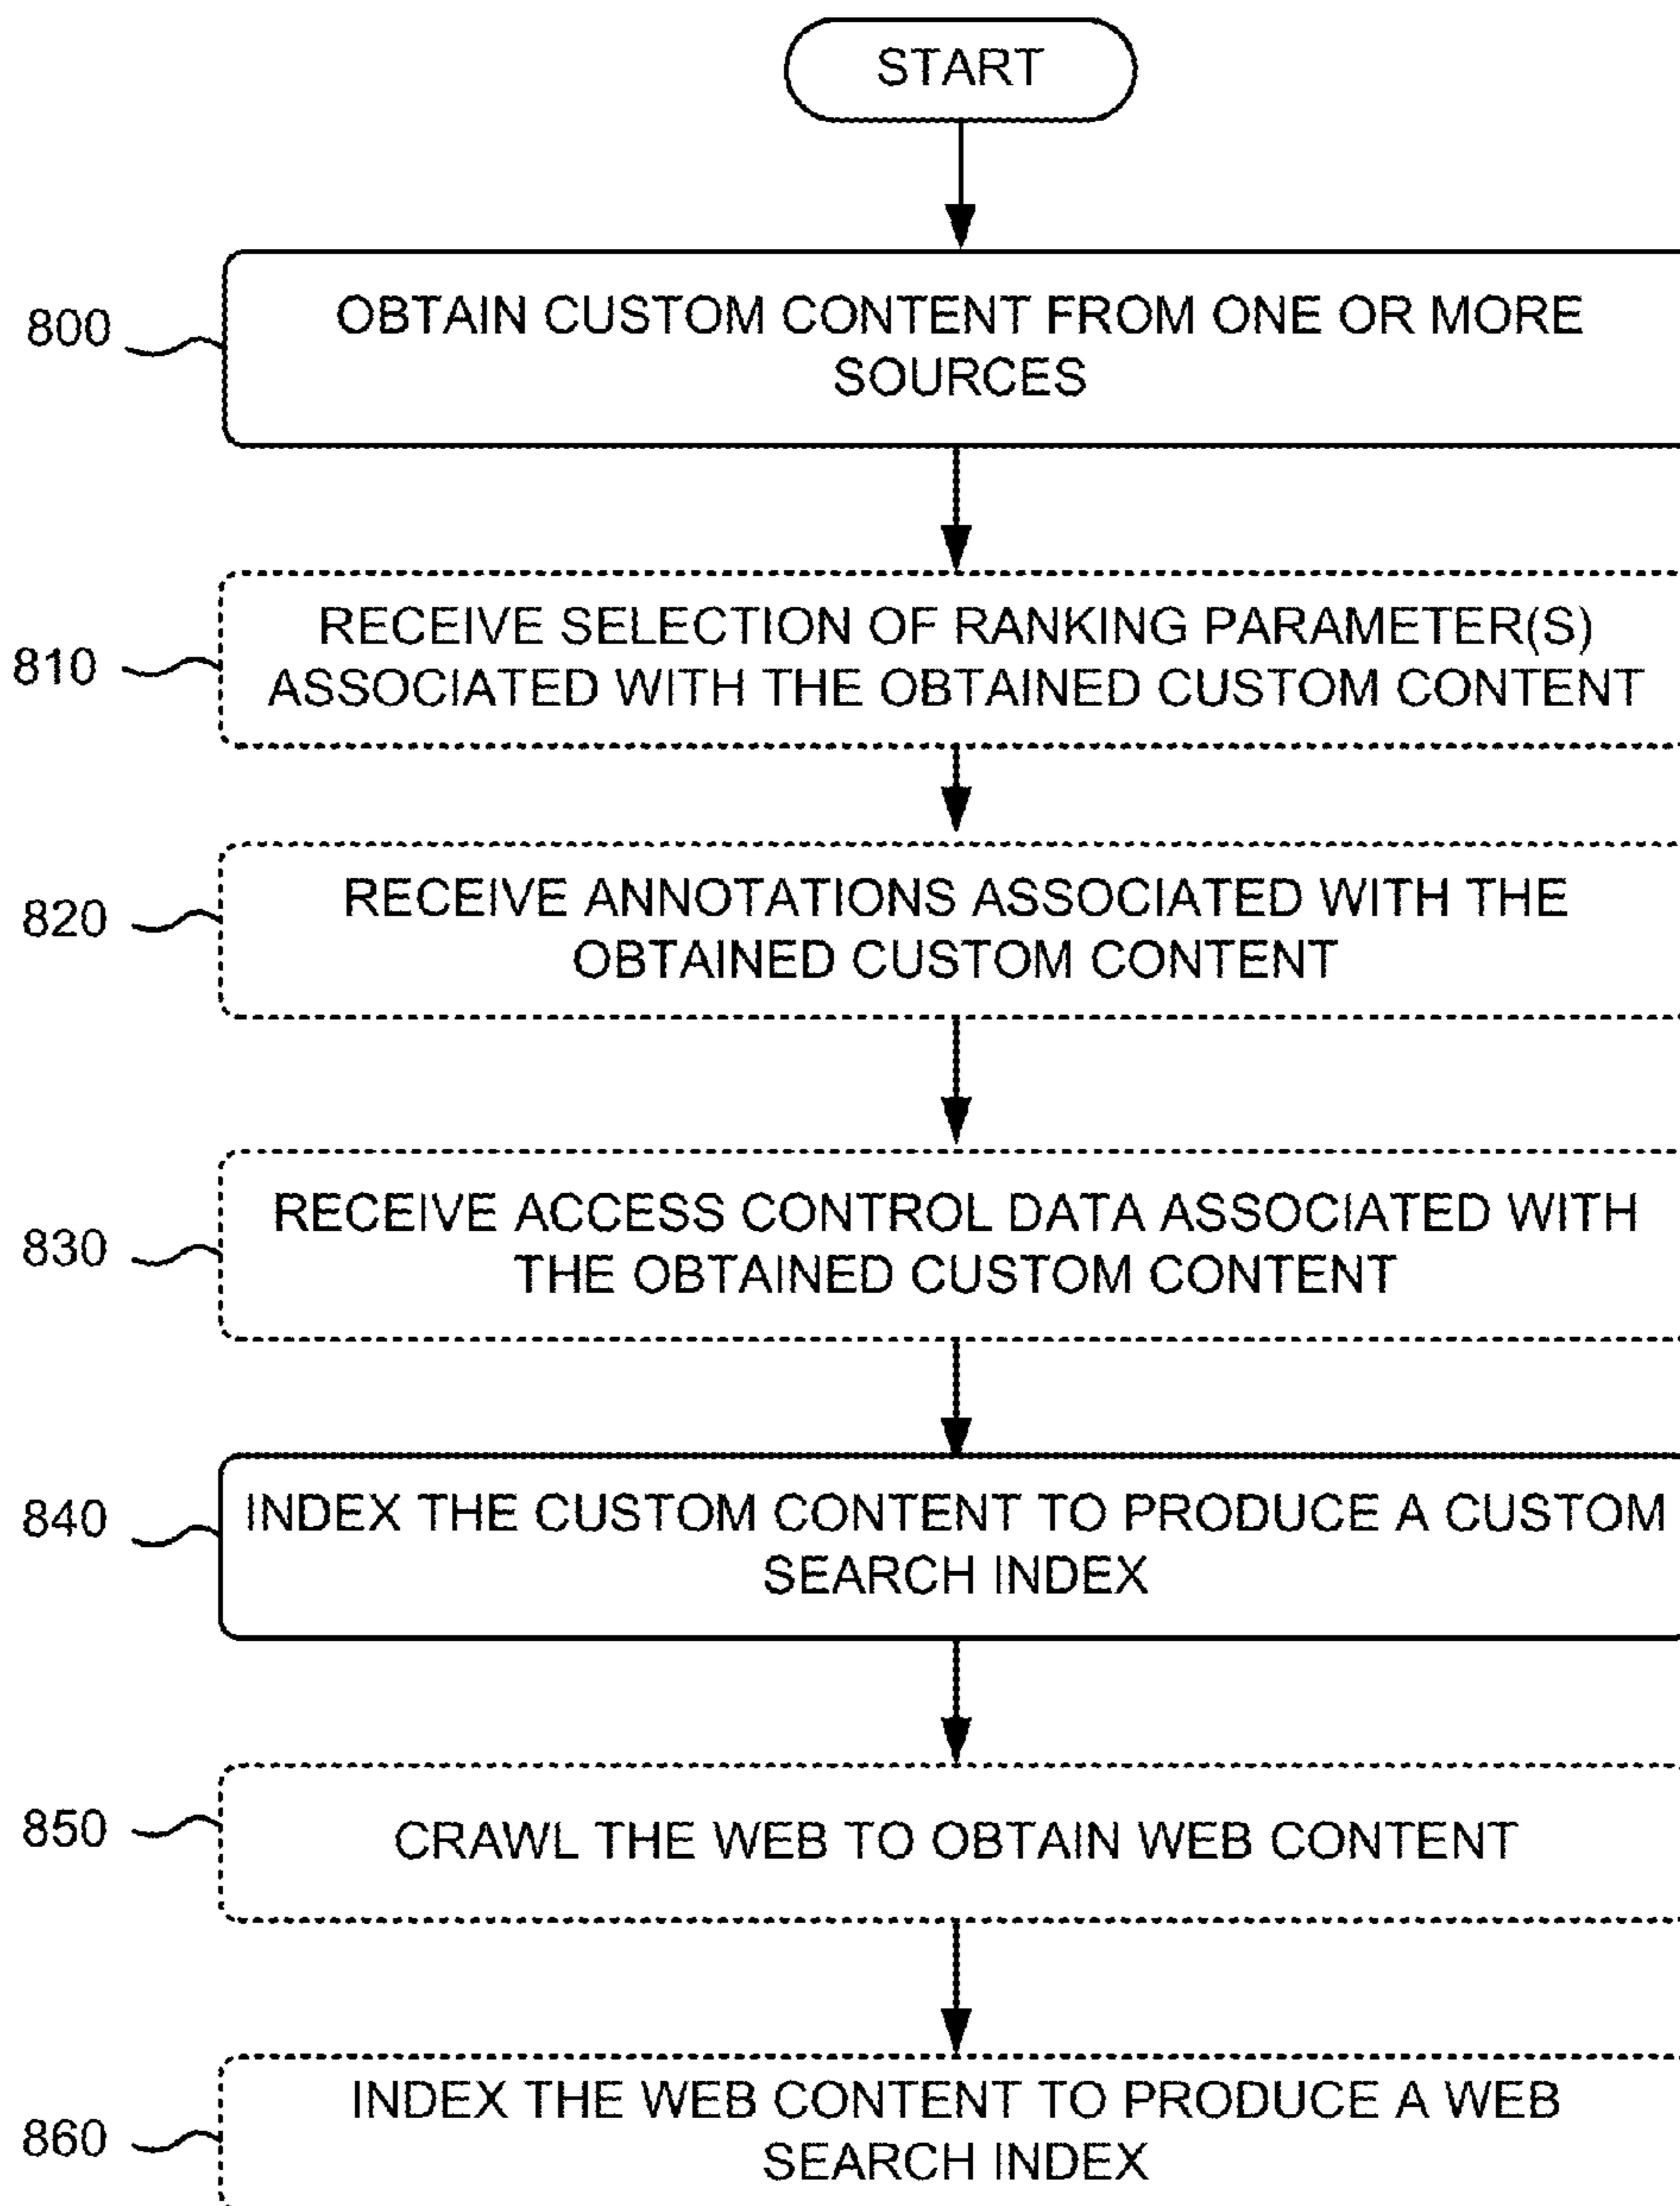 START
800
OBTAIN CUSTOM CONTENT FROM ONE OR MORE
SOURCES
810
RECEIVE SELECTION OF RANKING PARAMETER(S)
ASSOCIATED WITH THE OBTAINED CUSTOM CONTENT
820
RECEIVE ANNOTATIONS ASSOCIATED WITH THE
OBTAINED CUSTOM CONTENT
830
RECEIVE ACCESS CONTROL DATA ASSOCIATED WITH
THE OBTAINED CUSTOM CONTENT
840
INDEX THE CUSTOM CONTENT TO PRODUCE A CUSTOM
SEARCH INDEX
850
CRAWL THE WEB TO OBTAIN WEB CONTENT
860
INDEX THE WEB CONTENT TO PRODUCE A WEB
SEARCH INDEX